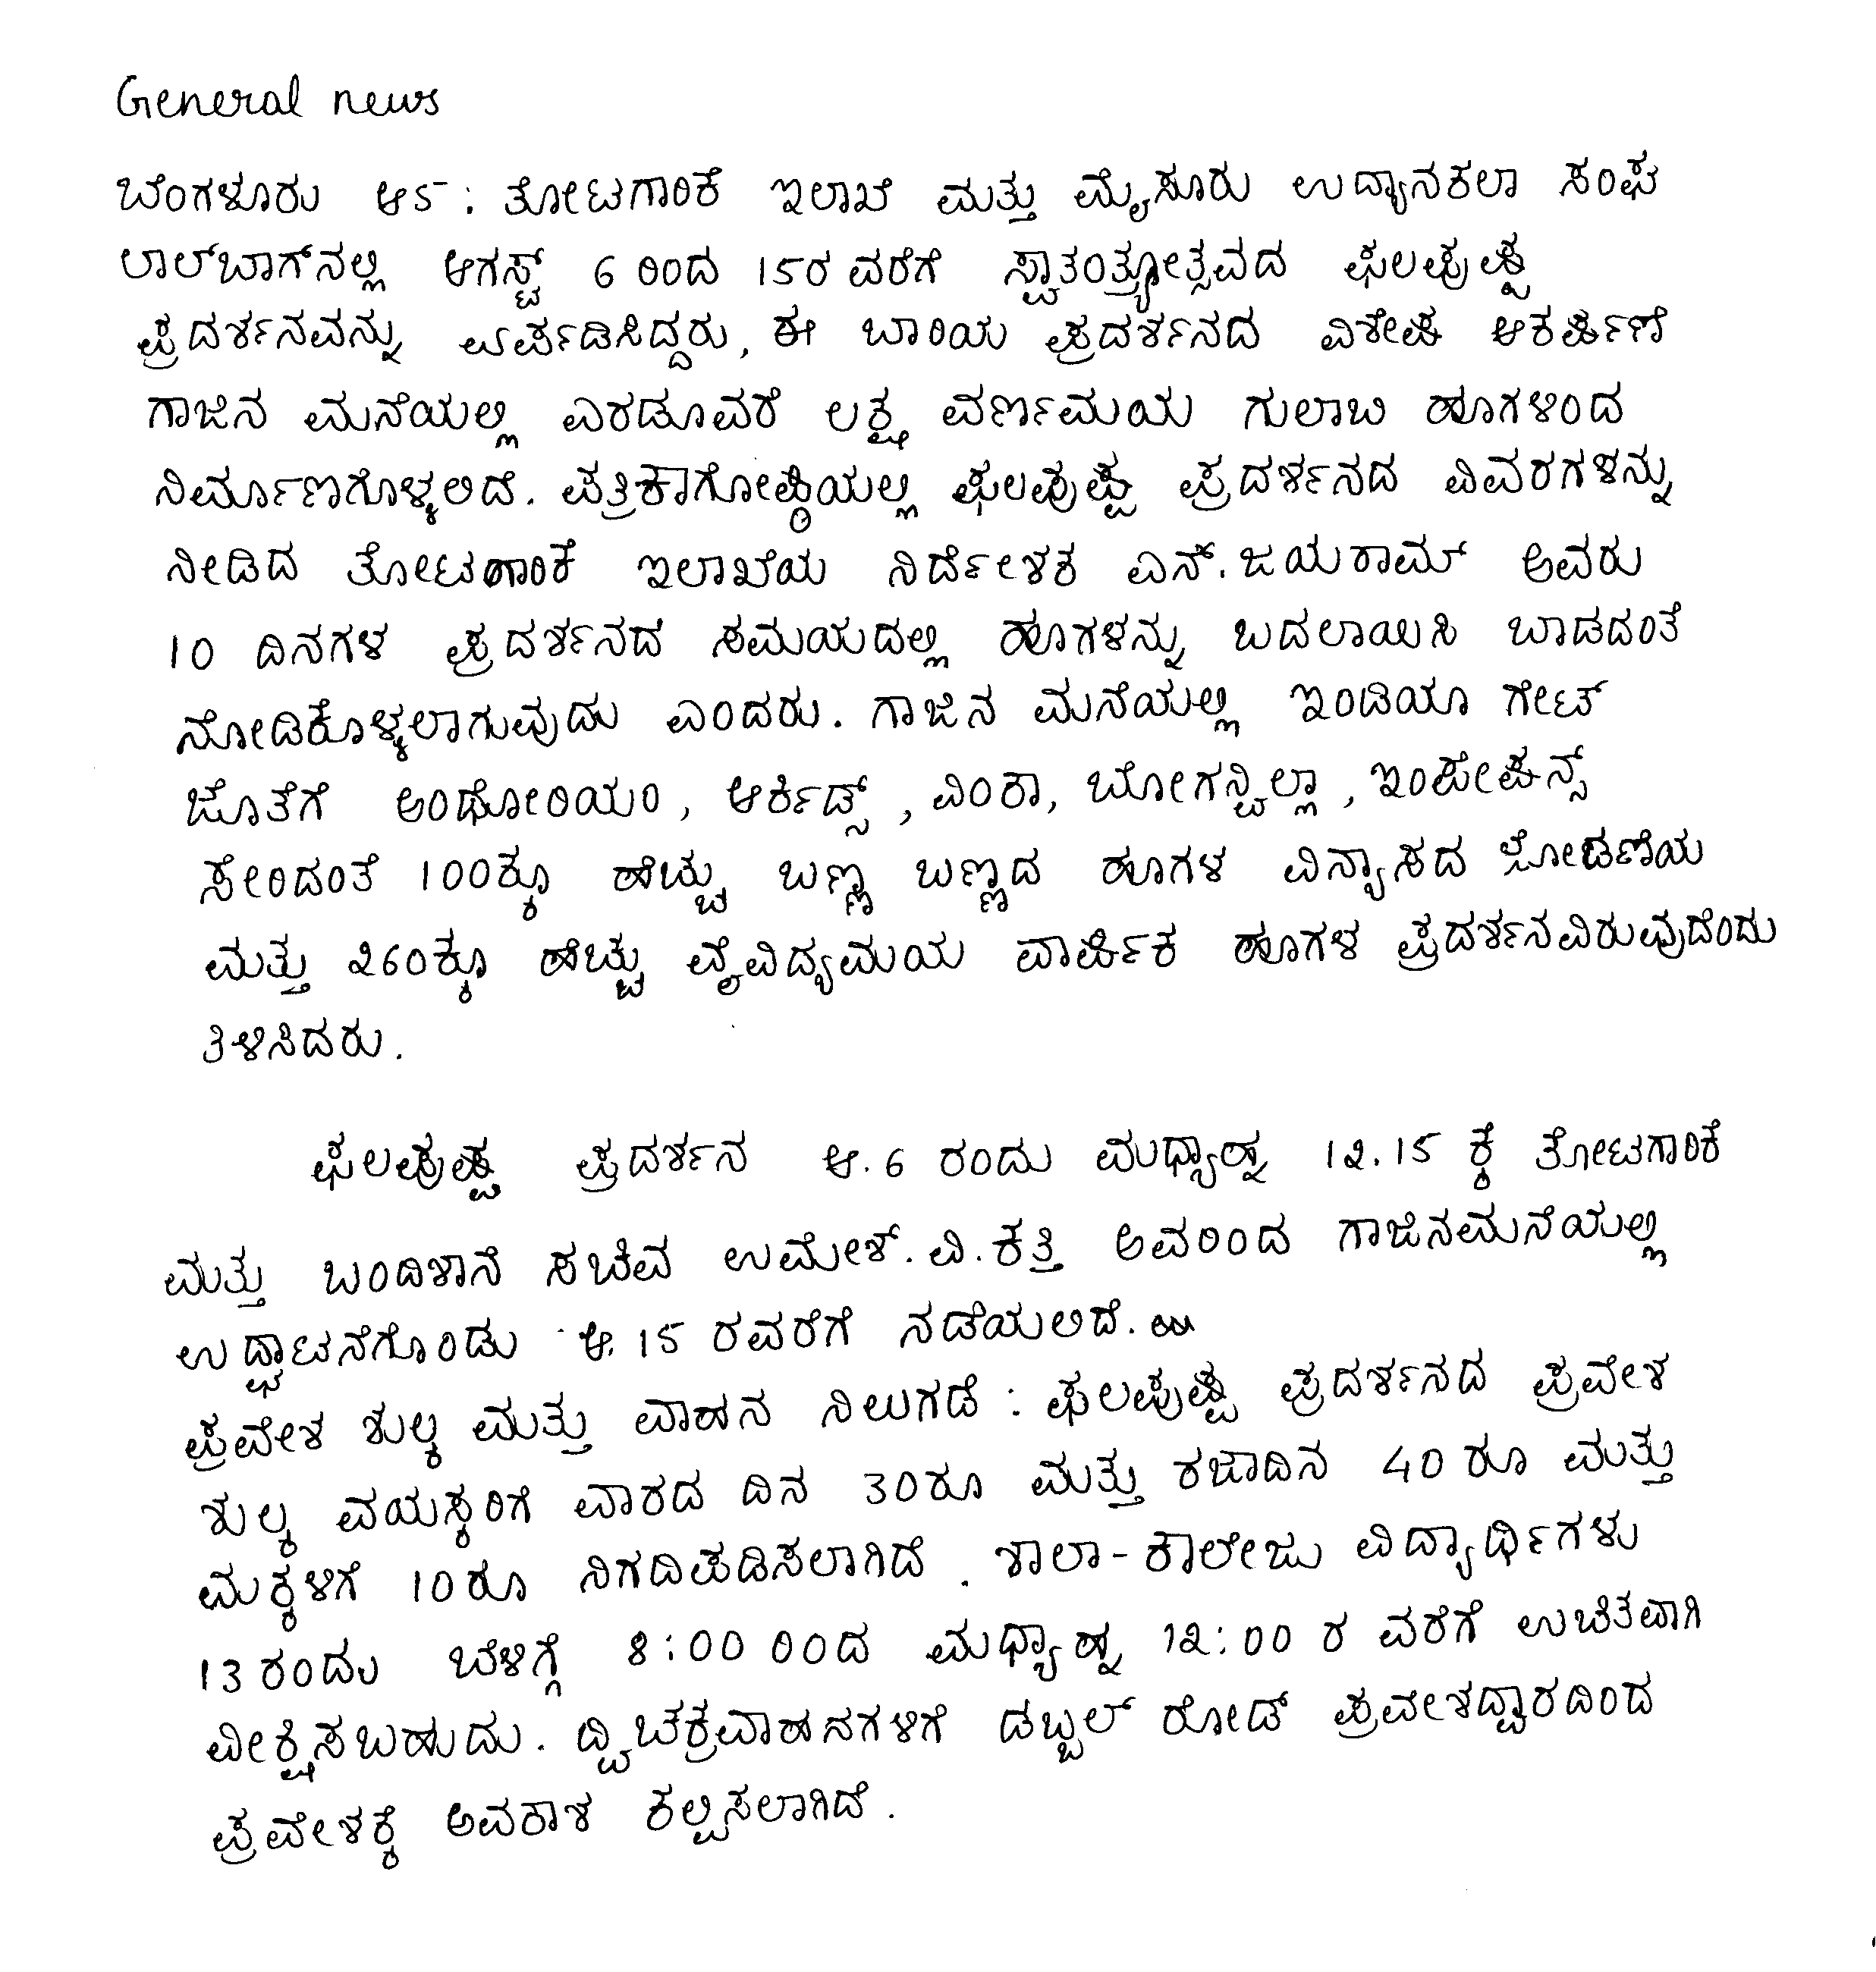 General news
ಬೆಂಗಳೂರು ಆ5 : ತೋಟಗಾರಿಕೆ ಇಲಾಖೆ ಮತ್ತು ಮೈಸೂರು ಉದ್ಯಾನಕಲಾ ಸಂಘ
ಲಾಲ್‌ಬಾಗ್‌ನಲ್ಲಿ ಆಗಸ್ಟ್ 6 ರಿಂದ 15ರ ವರೆಗೆ ಸ್ವಾತಂತ್ರ್ಯೋತ್ಸವದ ಫಲಪುಷ್ಪ
ಪ್ರದರ್ಶನವನ್ನು ಏರ್ಪಡಿಸಿದ್ದರು, ಈ ಬಾರಿಯ ಪ್ರದರ್ಶನದ ವಿಶೇಷ ಆಕರ್ಷಣೆ
ಗಾಜಿನ ಮನೆಯಲ್ಲಿ ಎರಡೂವರೆ ಲಕ್ಷ ವರ್ಣಮಯ ಗುಲಾಬಿ ಹೂಗಳಿಂದ
ನಿರ್ಮಾಣಗೊಳ್ಳಲಿದೆ. ಪತ್ರಿಕಾಗೋಷ್ಠಿಯಲ್ಲಿ ಫಲಪುಷ್ಪ ಪ್ರದರ್ಶನದ ವಿವರಗಳನ್ನು
ನೀಡಿದ ತೋಟಗಾರಿಕೆ ಇಲಾಖೆಯ ನಿರ್ದೇಶಕ ಎನ್. ಜಯರಾಮ್ ಅವರು
10 ದಿನಗಳ ಪ್ರದರ್ಶನದ ಸಮಯದಲ್ಲಿ ಹೂಗಳನ್ನು ಬದಲಾಯಿಸಿ ಬಾಡದಂತೆ
ನೋಡಿಕೊಳ್ಳಲಾಗುವುದು ಎಂದರು. ಗಾಜಿನ ಮನೆಯಲ್ಲಿ ಇಂಡಿಯಾ ಗೇಟ್
ಜೊತೆಗೆ ಅಂಥೋರಿಯಂ, ಆರ್ಕಿಡ್ಸ್, ವಿಂಕಾ, ಬೋಗನ್ವಿಲ್ಲಾ, ಇಂಪೇಷನ್ಸ್
ಸೇರಿದಂತೆ 100ಕ್ಕೂ ಹೆಚ್ಚು ಬಣ್ಣ ಬಣ್ಣದ ಹೂಗಳ ವಿನ್ಯಾಸದ ಜೋಡಣೆಯ
ಮತ್ತು 260ಕ್ಕೂ ಹೆಚ್ಚು ವೈವಿದ್ಯಮಯ ವಾರ್ಷಿಕ ಹೂಗಳ ಪ್ರದರ್ಶನವಿರುವುದೆಂದು
ತಿಳಿಸಿದರು.
ಫಲಪುಷ್ಪ ಪ್ರದರ್ಶನ ಆ. 6 ರಂದು ಮಧ್ಯಾಹ್ನ 12.15 ಕ್ಕೆ ತೋಟಗಾರಿಕೆ
ಮತ್ತು ಬಂದಿಖಾನೆ ಸಚಿವ ಉಮೇಶ್. ವಿ. ಕತ್ತಿ ಅವರಿಂದ ಗಾಜಿನಮನೆಯಲ್ಲಿ
ಉದ್ಘಾಟನೆಗೊಂಡು ಆ. 15 ರವರೆಗೆ ನಡೆಯಲಿದೆ.
ಪ್ರವೇಶ ಶುಲ್ಕ ಮತ್ತು ವಾಹನ ನಿಲುಗಡೆ : ಫಲಪುಷ್ಪ ಪ್ರದರ್ಶನದ ಪ್ರವೇಶ
ಶುಲ್ಕ ವಯಸ್ಕರಿಗೆ ವಾರದ ದಿನ 30ರೂ ಮತ್ತು ರಜಾದಿನ 40 ರೂ ಮತ್ತು
ಮಕ್ಕಳಿಗೆ 10ರೂ ನಿಗದಿಪಡಿಸಲಾಗಿದೆ. ಶಾಲಾ - ಕಾಲೇಜು ವಿದ್ಯಾರ್ಥಿಗಳು
13ರಂದು ಬೆಳಿಗ್ಗೆ 8:00 ರಿಂದ ಮಧ್ಯಾಹ್ನ 12:00 ರ ವರೆಗೆ ಉಚಿತವಾಗಿ
ವೀಕ್ಷಿಸಬಹುದು. ದ್ವಿಚಕ್ರವಾಹನಗಳಿಗೆ ಡಬ್ಬಲ್ ರೋಡ್ ಪ್ರವೇಶದ್ವಾರದಿಂದ
ಪ್ರವೇಶಕ್ಕೆ ಅವಕಾಶ ಕಲ್ಪಿಸಲಾಗಿದೆ.